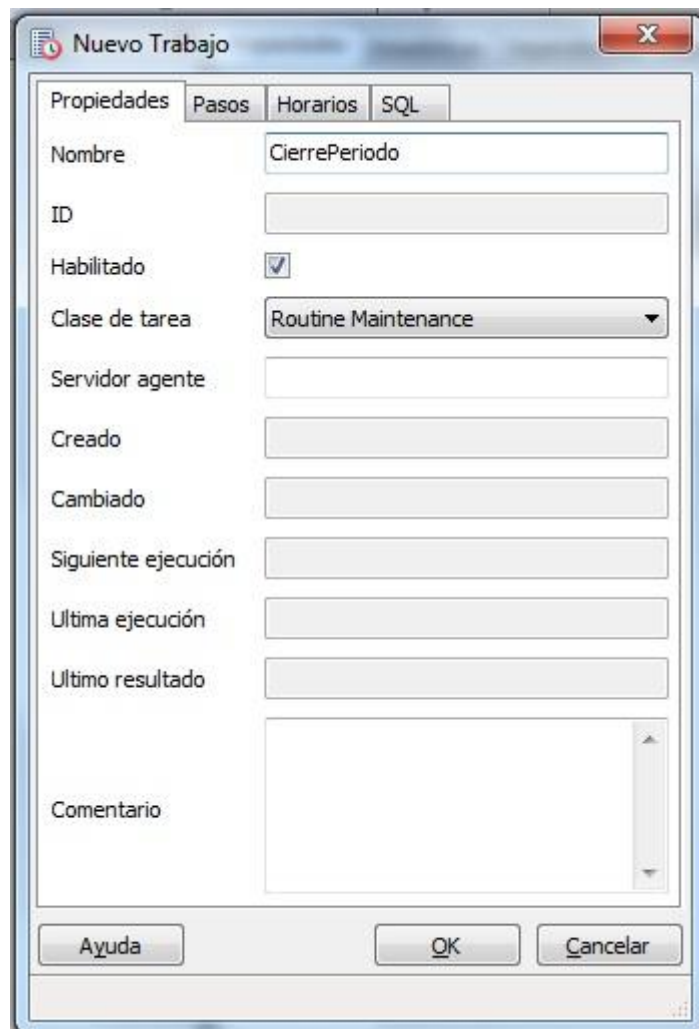 Nuevo Trabajo
Propiedades Pasos Horarios SQL
Nombre CierrePeriodo
ID
Habilitado
Clase de tarea Routine Maintenance
Servidor agente
Creado
Cambiado
Siguiente ejecución
Ultima ejecución
Ultimo resultado
Comentario
Ayuda OK Cancelar